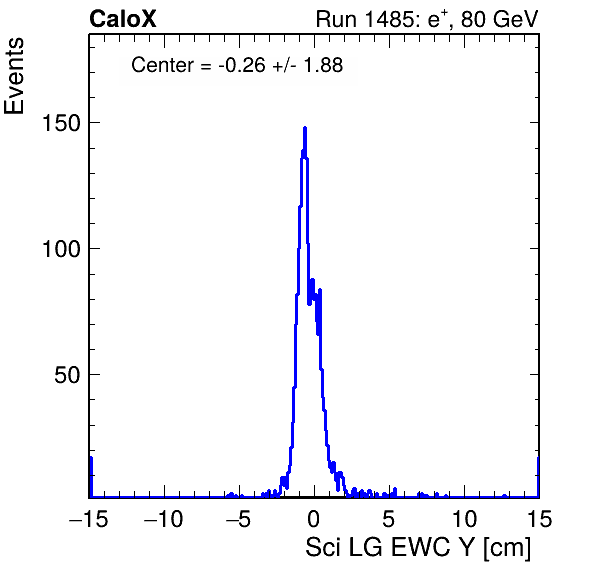 CaloX Run 1485: e⁺, 80 GeV
Center = -0.26 +/- 1.88
Events
150
100
50
−15 −10 −5 0 5 10 15
Sci LG EWC Y [cm]